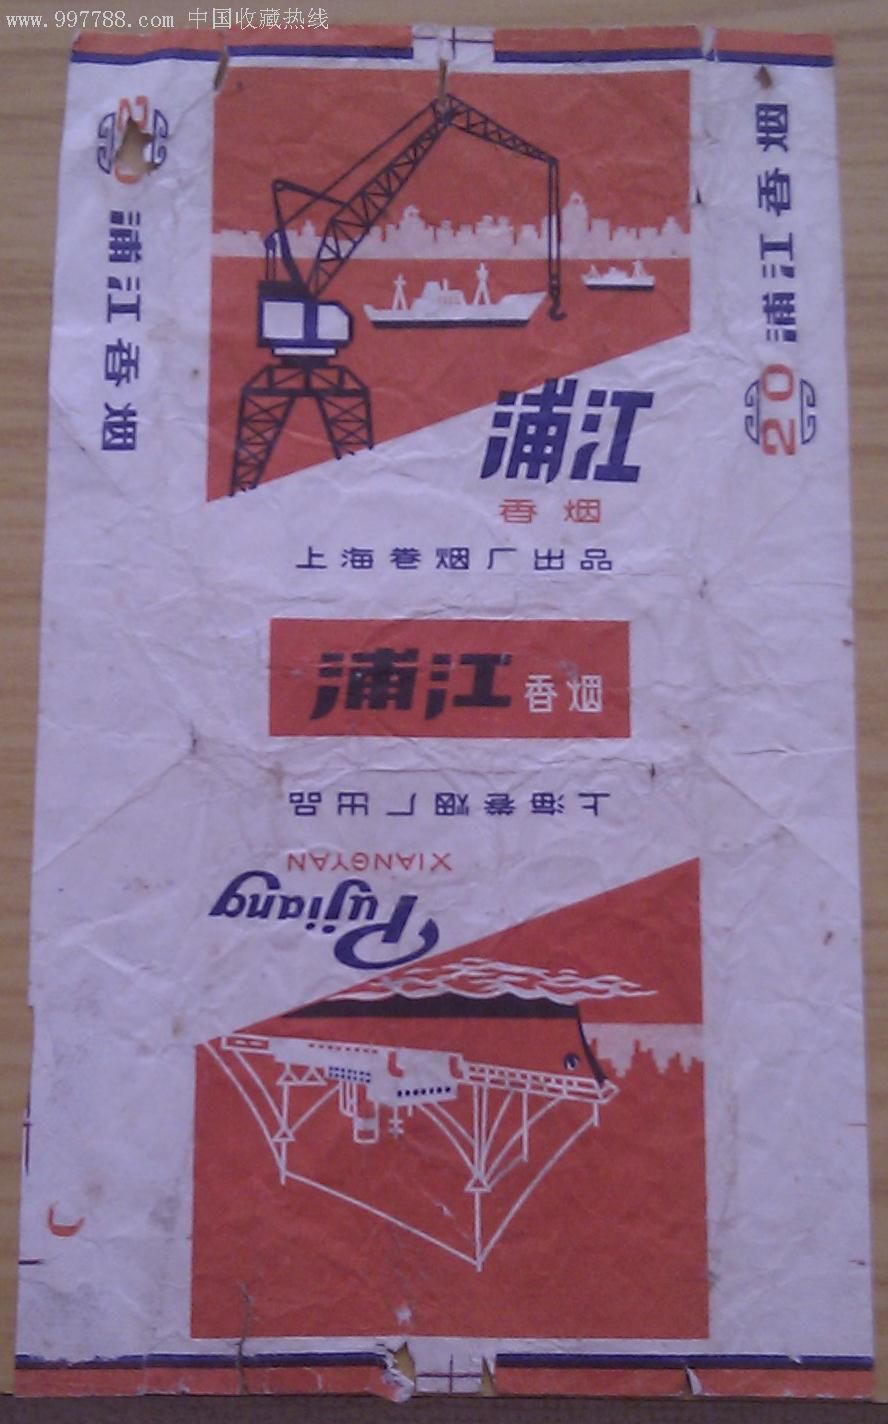 www.997788.com 中国收藏热线
20
浦江香烟
浦江香烟
20
浦江
香烟
上海卷烟厂出品
浦江 香烟
上海卷烟厂出品
XIANGYAN
Pujiang